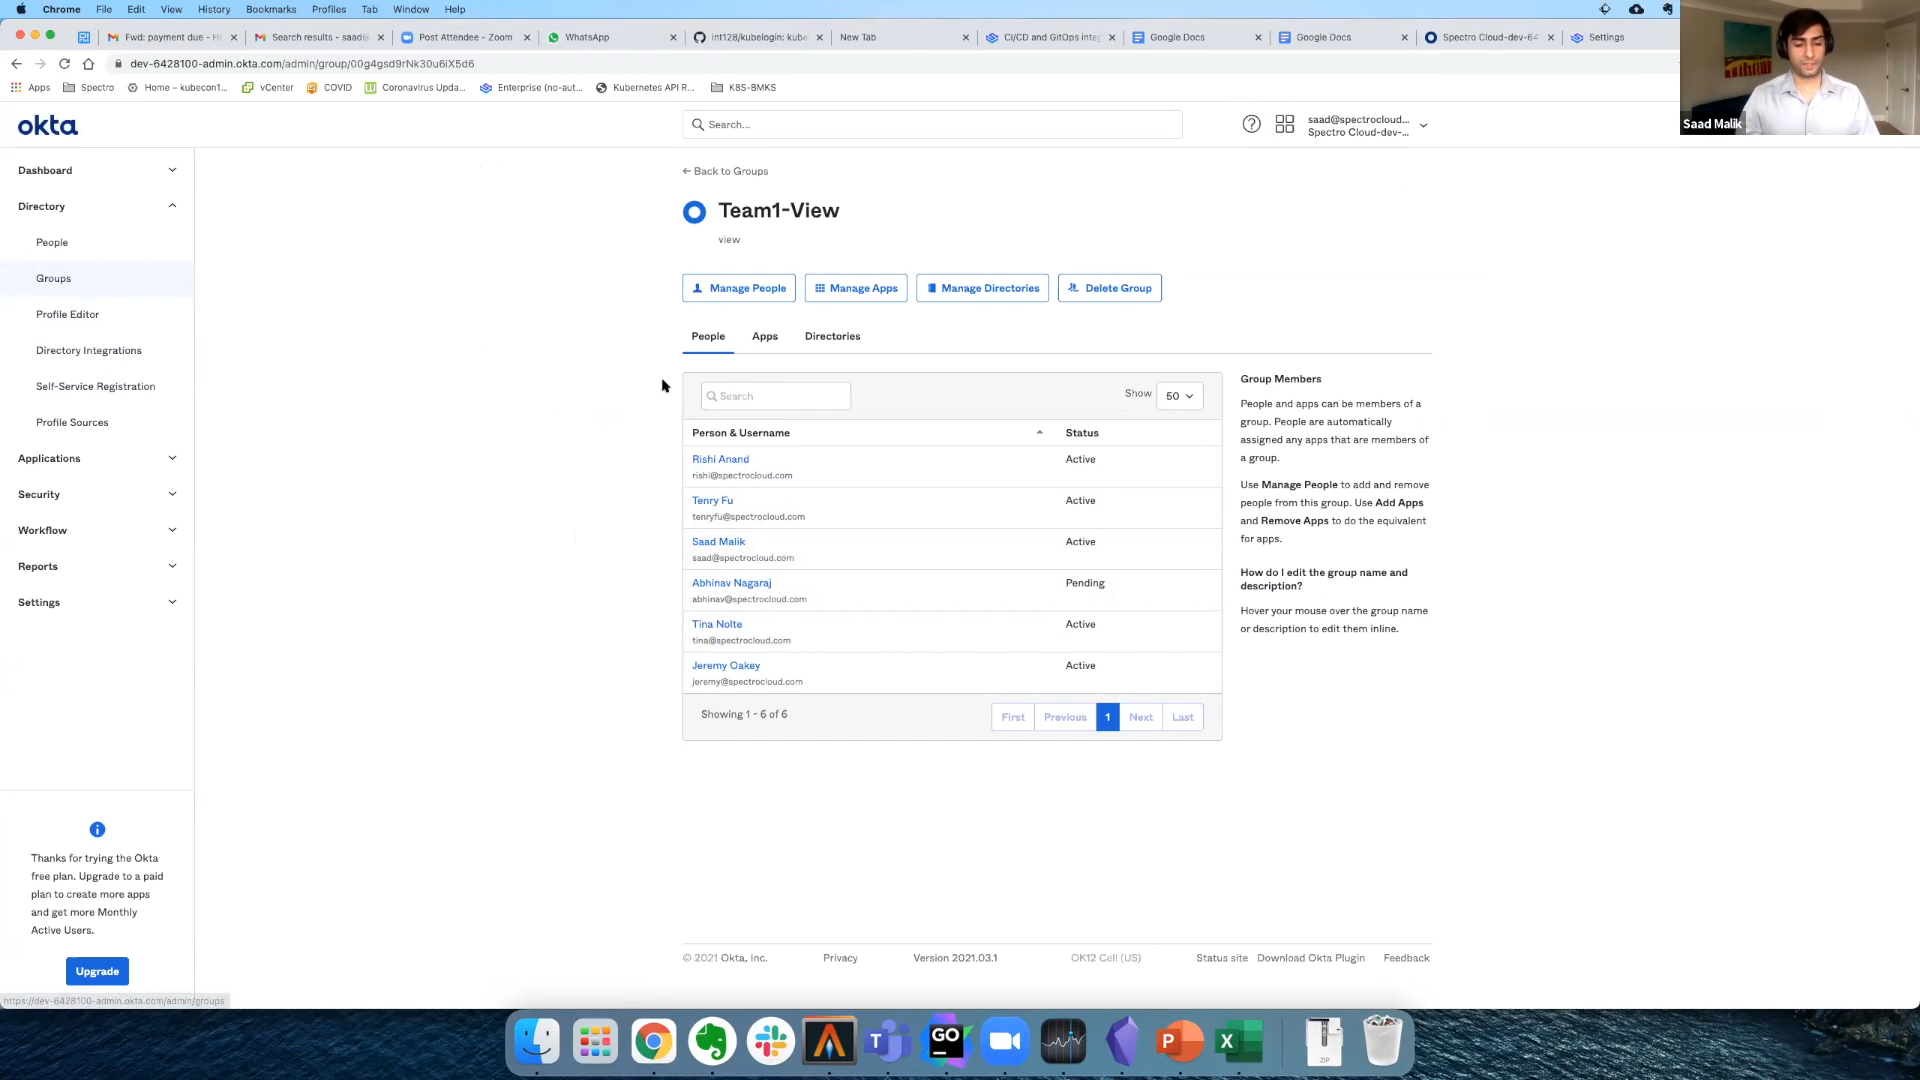 Chrome File Edit View History Bookmarks Profiles Tab Window Help
Fwd: payment due - H
Search results - saad@
Post Attendee - Zoom
WhatsApp
int128/kubelogin: kube
New Tab
CI/CD and GitOps inte
Google Docs
Google Docs
Spectro Cloud-dev-64
Settings
dev-6428100-admin.okta.com/admin/group/00g4gsd9rNk30u6iX5d6
Apps
Spectro
Home – kubecon1...
vCenter
COVID
Coronavirus Upda...
Enterprise (no-aut...
Kubernetes API R...
K8S-BMKS
Saad Malik
okta
Search...
saad@spectrocloud...
Spectro Cloud-dev-...
Dashboard
Directory
People
Groups
Profile Editor
Directory Integrations
Self-Service Registration
Profile Sources
Applications
Security
Workflow
Reports
Settings
Thanks for trying the Okta
free plan. Upgrade to a paid
plan to create more apps
and get more Monthly
Active Users.
Upgrade
https://dev-6428100-admin.okta.com/admin/groups
← Back to Groups
Team1-View
view
Manage People
Manage Apps
Manage Directories
Delete Group
People Apps Directories
Search
Show 50
Person & Username Status
Rishi Anand Active
rishi@spectrocloud.com
Tenry Fu Active
tenryfu@spectrocloud.com
Saad Malik Active
saad@spectrocloud.com
Abhinav Nagaraj Pending
abhinav@spectrocloud.com
Tina Nolte Active
tina@spectrocloud.com
Jeremy Oakey Active
jeremy@spectrocloud.com
Showing 1 - 6 of 6
First Previous 1 Next Last
Group Members
People and apps can be members of a
group. People are automatically
assigned any apps that are members of
a group.
Use Manage People to add and remove
people from this group. Use Add Apps
and Remove Apps to do the equivalent
for apps.
How do I edit the group name and
description?
Hover your mouse over the group name
or description to edit them inline.
© 2021 Okta, Inc.
Privacy
Version 2021.03.1
OK12 Cell (US)
Status site
Download Okta Plugin
Feedback
T
GO
P
X
ZIP